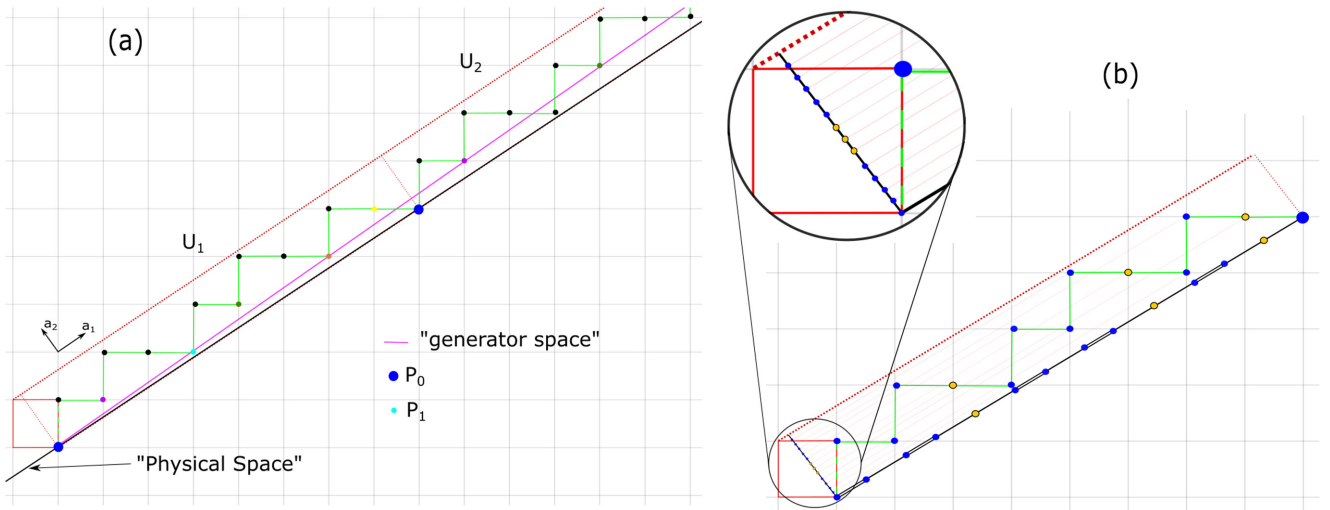 (a)
U2
U1
a2
a1
"generator space"
P0
P1
"Physical Space"
(b)